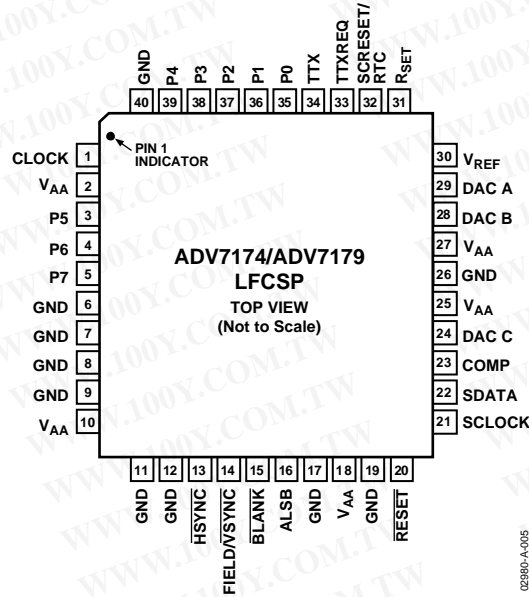 GND
P4
P3
P2
P1
P0
TTX
TTXREQ
SCRESET/
RTC
RSET
40 39 38 37 36 35 34 33 32 31
PIN 1
INDICATOR
CLOCK 1
VAA 2
P5 3
P6 4
P7 5
GND 6
GND 7
GND 8
GND 9
VAA 10
ADV7174/ADV7179
LFCSP
TOP VIEW
(Not to Scale)
30 VREF
29 DAC A
28 DAC B
27 VAA
26 GND
25 VAA
24 DAC C
23 COMP
22 SDATA
21 SCLOCK
11 12 13 14 15 16 17 18 19 20
GND
GND
HSYNC
FIELD/VSYNC
BLANK
ALSB
GND
VAA
GND
RESET
02980-A-005
WWW.100Y.COM.TW